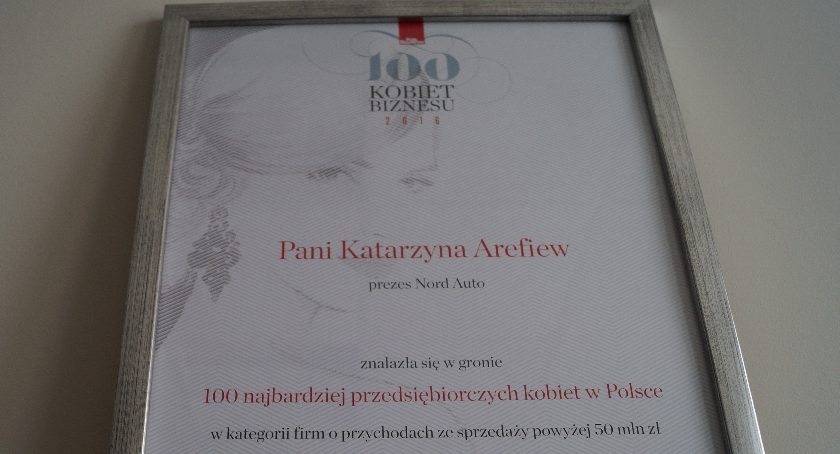 100
KOBIET
BIZNESU
2016
Pani Katarzyna Arefiew
prezes Nord Auto
znalazła się w gronie
100 najbardziej przedsiębiorczych kobiet w Polsce
w kategorii firm o przychodach ze sprzedaży powyżej 50 mln zł